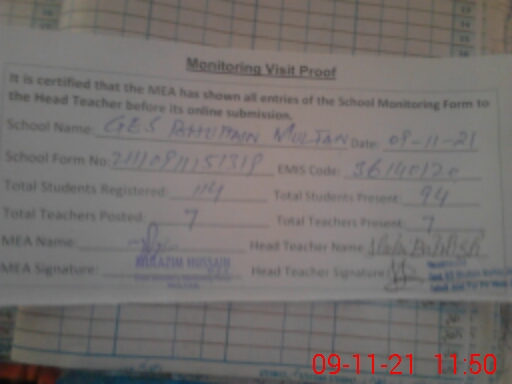 Monitoring Visit Proof
It is certified that the MEA has shown all entries of the School Monitoring Form to
the Head Teacher before its online submission.
School Name: GES MULTAN Date: 09-11-21
School Form No: EMIS Code:
Total Students Registered: 114 Total Students Present: 94
Total Teachers Posted: 7 Total Teachers Present: 7
MEA Name: Head Teacher Name
MEA Signature: MULAZIM HUSSAIN Head Teacher Signature:
09-11-21 11:50